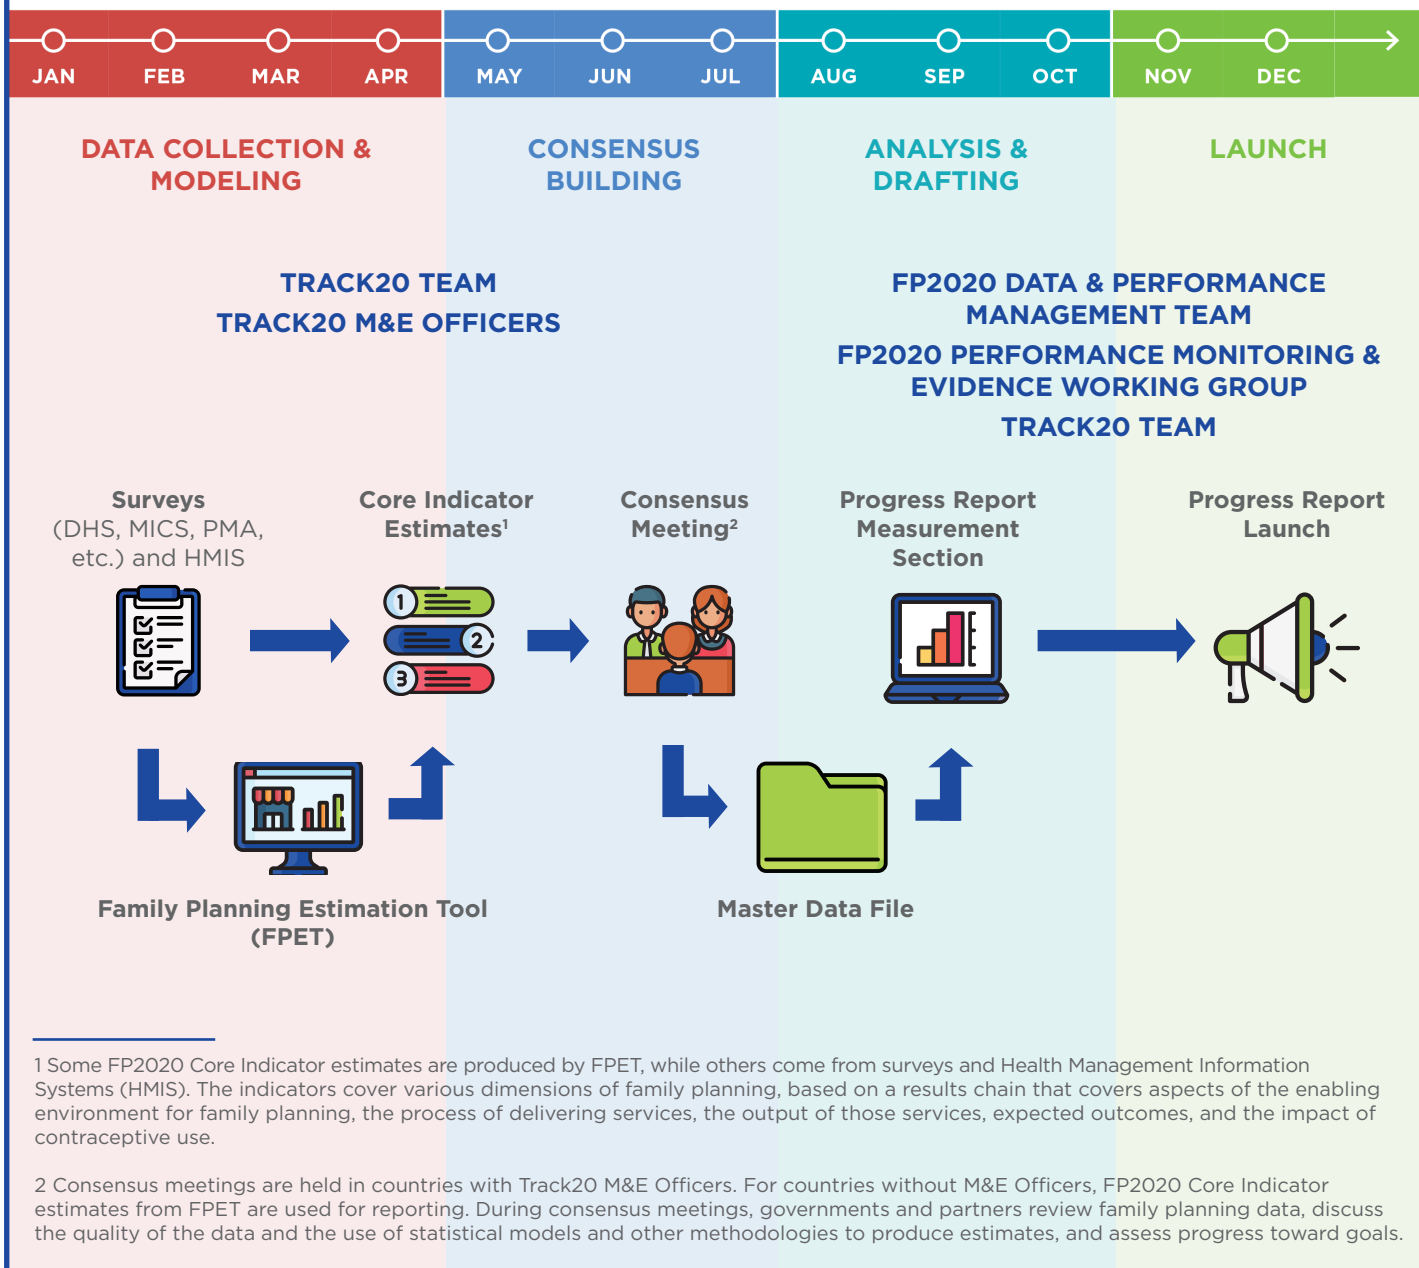 JAN FEB MAR APR MAY JUN JUL AUG SEP OCT NOV DEC
DATA COLLECTION &
MODELING
CONSENSUS
BUILDING
ANALYSIS &
DRAFTING
LAUNCH
TRACK20 TEAM
TRACK20 M&E OFFICERS
FP2020 DATA & PERFORMANCE
MANAGEMENT TEAM
FP2020 PERFORMANCE MONITORING &
EVIDENCE WORKING GROUP
TRACK20 TEAM
Surveys
(DHS, MICS, PMA,
etc.) and HMIS
Core Indicator
Estimates¹
Consensus
Meeting²
Progress Report
Measurement
Section
Progress Report
Launch
1
2
3
Family Planning Estimation Tool
(FPET)
Master Data File
1 Some FP2020 Core Indicator estimates are produced by FPET, while others come from surveys and Health Management Information
Systems (HMIS). The indicators cover various dimensions of family planning, based on a results chain that covers aspects of the enabling
environment for family planning, the process of delivering services, the output of those services, expected outcomes, and the impact of
contraceptive use.
2 Consensus meetings are held in countries with Track20 M&E Officers. For countries without M&E Officers, FP2020 Core Indicator
estimates from FPET are used for reporting. During consensus meetings, governments and partners review family planning data, discuss
the quality of the data and the use of statistical models and other methodologies to produce estimates, and assess progress toward goals.